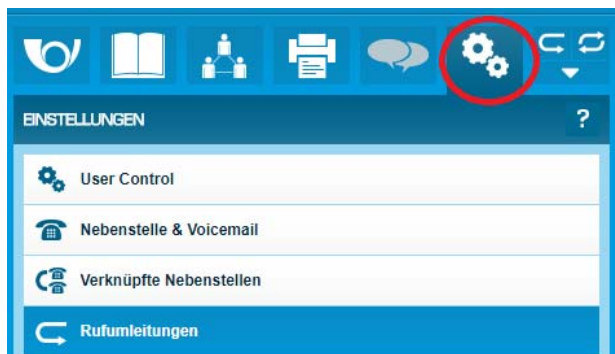 EINSTELLUNGEN ?
User Control
Nebenstelle & Voicemail
Verknüpfte Nebenstellen
Rufumleitungen